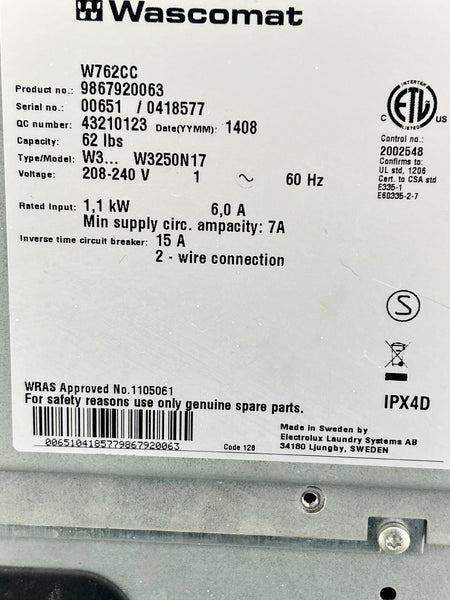 Wascomat
W762CC
Product no.: 9867920063
Serial no.: 00651 / 0418577
QC number: 43210123 Date(YYMM): 1408
Capacity: 62 lbs
Type/Model: W3... W3250N17
Voltage: 208-240 V 1 ~ 60 Hz
Rated input: 1,1 kW 6,0 A
Min supply circ. ampacity: 7A
Inverse time circuit breaker: 15 A
2 - wire connection
C ETL US
LISTED
Control no.:
2002548
Confirms to:
UL std, 1206
Cert. to CSA std
E335-1
E60335-2-7
S
IPX4D
WRAS Approved No.1105061
For safety reasons use only genuine spare parts.
0065104185779867920063
Code 128
Made in Sweden by
Electrolux Laundry Systems AB
34180 Ljungby, SWEDEN